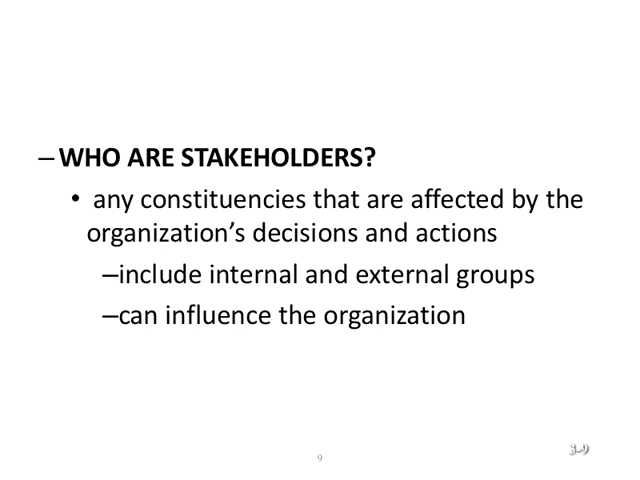 – WHO ARE STAKEHOLDERS?
• any constituencies that are affected by the
organization’s decisions and actions
–include internal and external groups
–can influence the organization
3-9
9